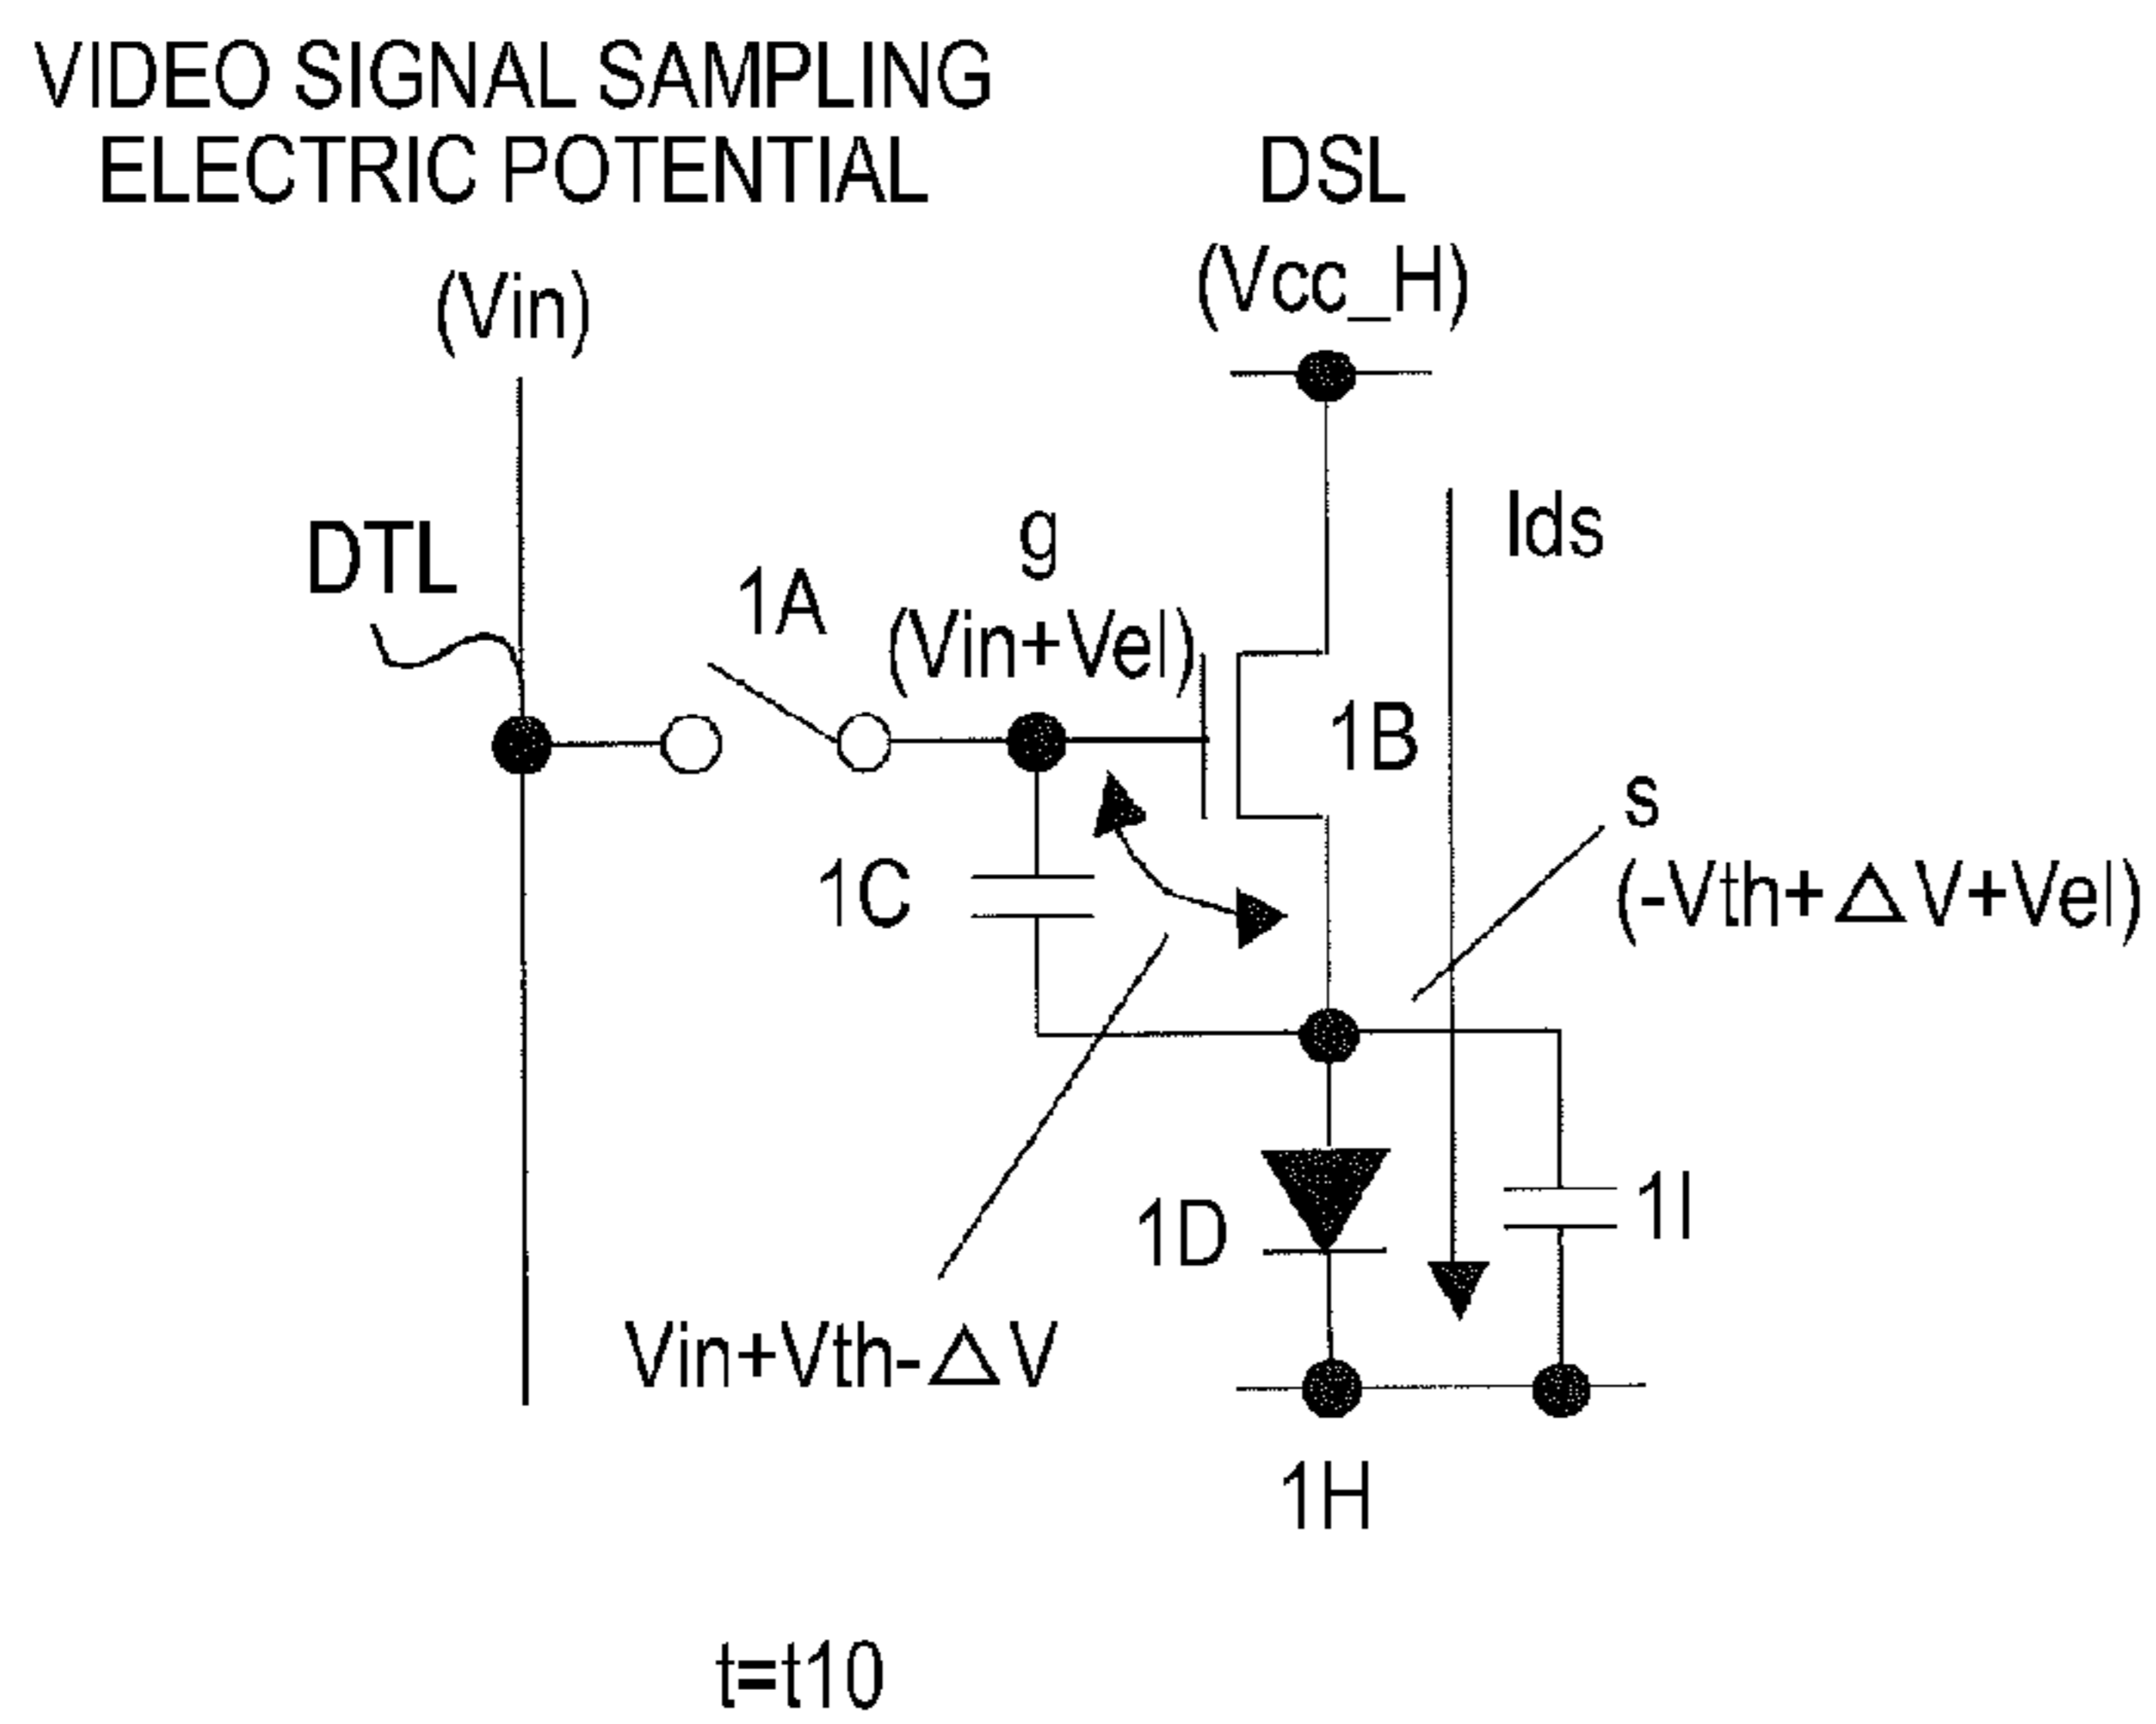 VIDEO SIGNAL SAMPLING
ELECTRIC POTENTIAL
(Vin)
DSL
(Vcc_H)
DTL
1A
g
(Vin+Vel)
Ids
1B
s
(-Vth+△V+Vel)
1C
1D
1I
Vin+Vth-△V
1H
t=t10